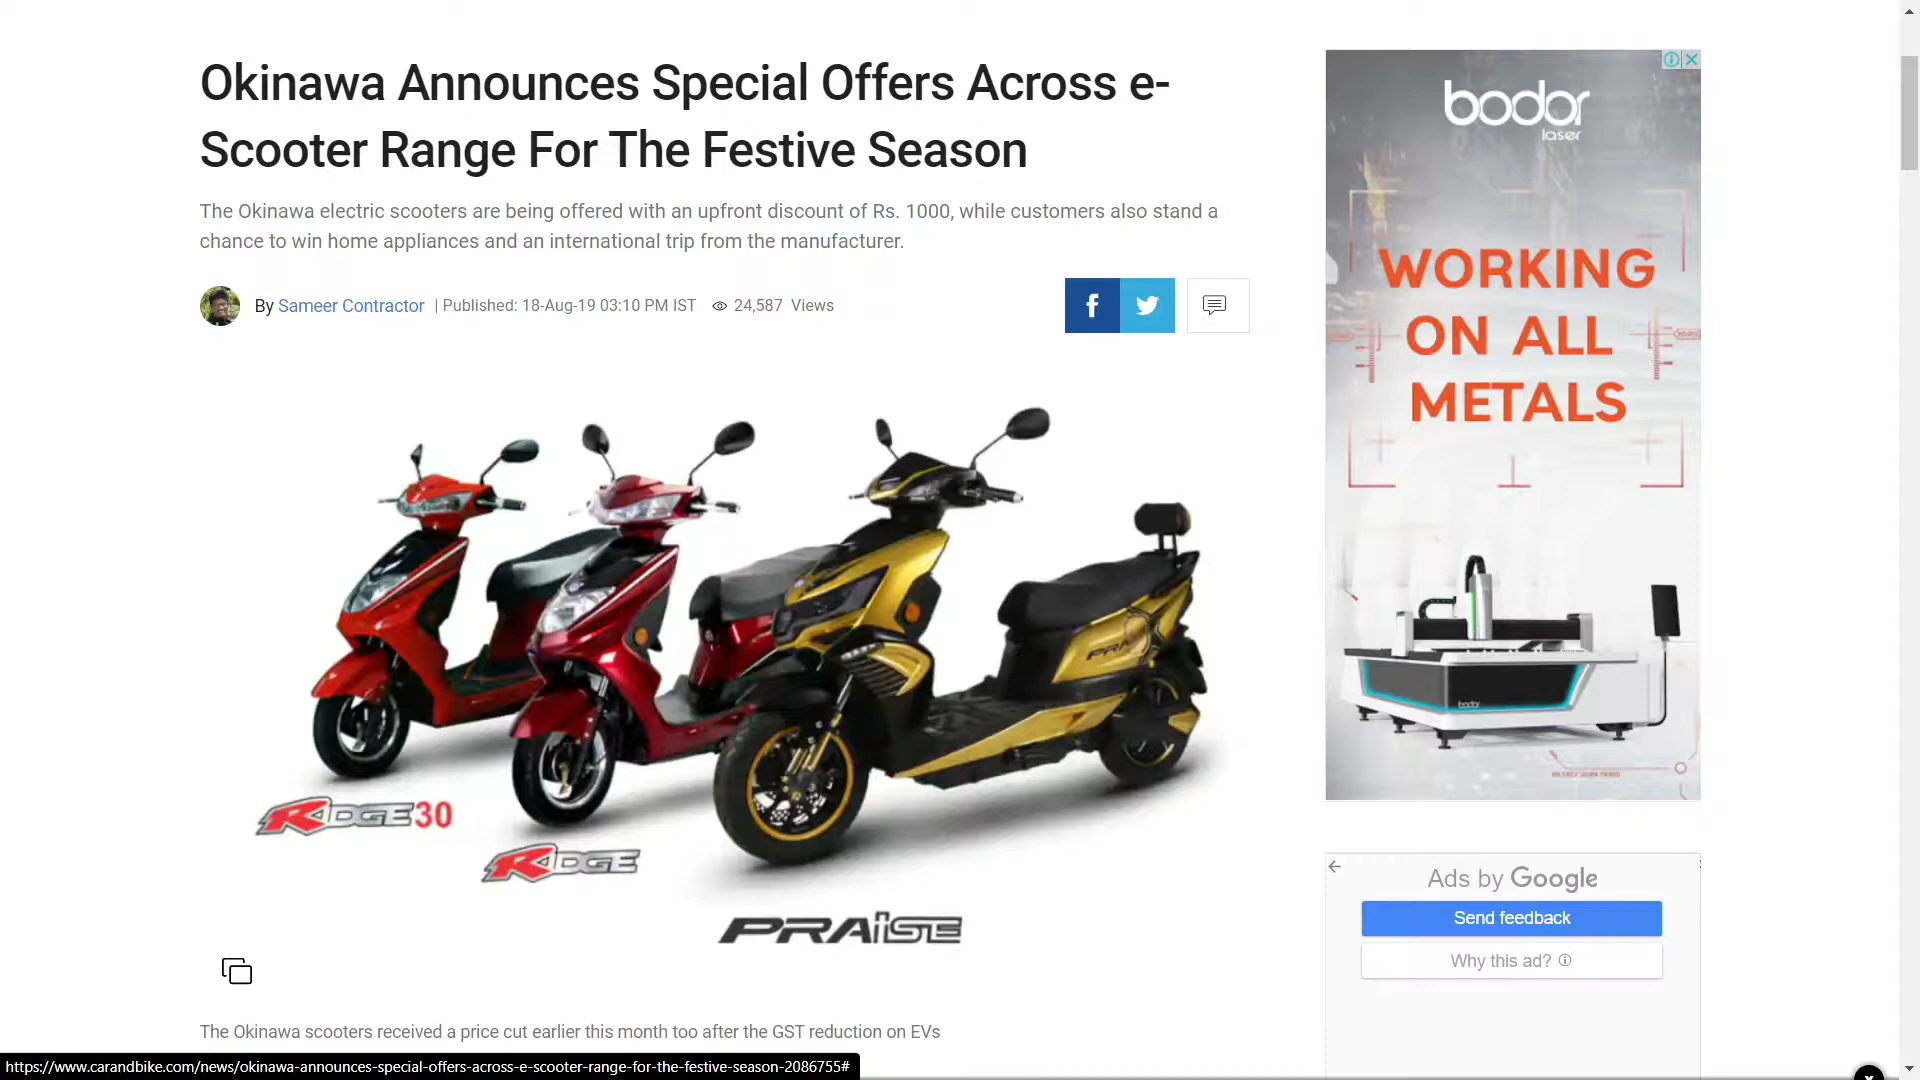 Okinawa Announces Special Offers Across e-
Scooter Range For The Festive Season
The Okinawa electric scooters are being offered with an upfront discount of Rs. 1000, while customers also stand a
chance to win home appliances and an international trip from the manufacturer.
By Sameer Contractor | Published: 18-Aug-19 03:10 PM IST 24,587 Views
RIDGE30
RIDGE
PRAISE
The Okinawa scooters received a price cut earlier this month too after the GST reduction on EVs
https://www.carandbike.com/news/okinawa-announces-special-offers-across-e-scooter-range-for-the-festive-season-2086755#
bodor
laser
WORKING
ON ALL
METALS
bodor
Ads by Google
Send feedback
Why this ad?